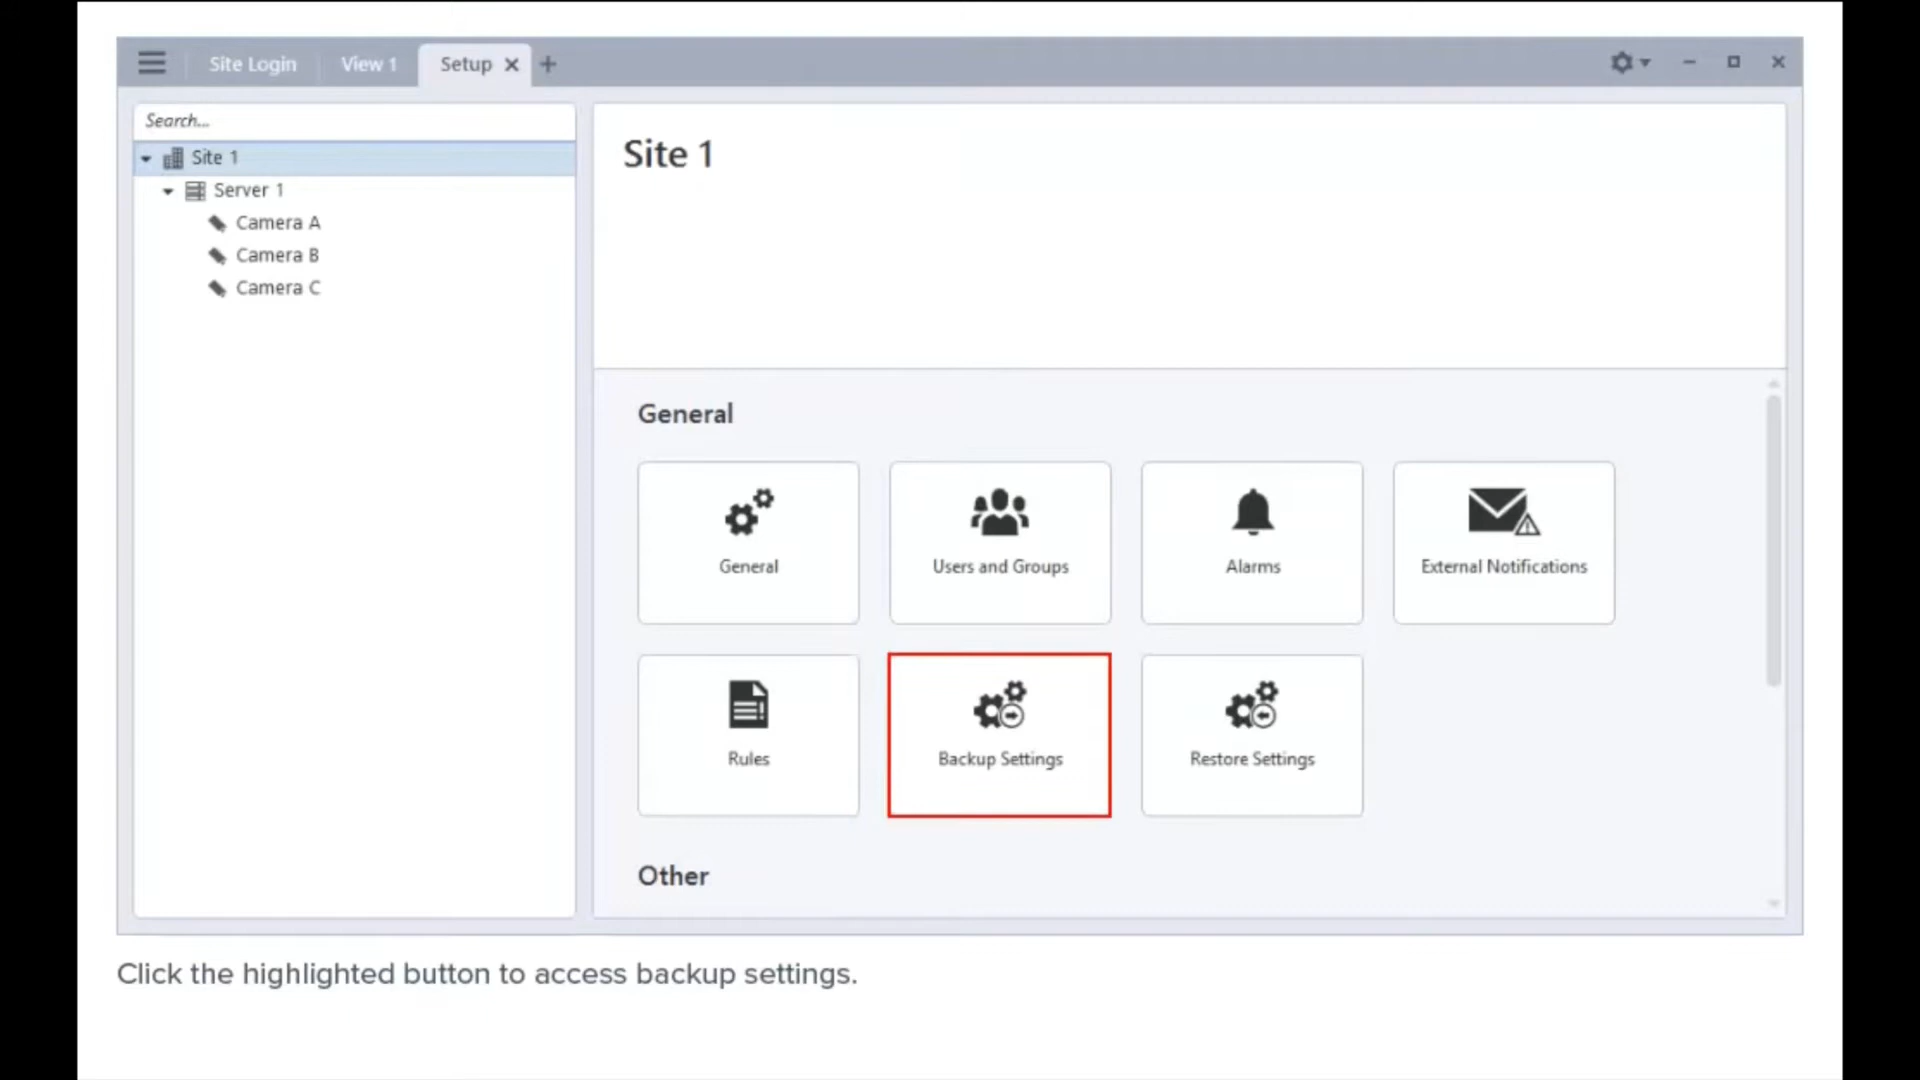 Site Login
View 1
Setup
Search...
Site 1
Server 1
Camera A
Camera B
Camera C
Site 1
General
General
Users and Groups
Alarms
External Notifications
Rules
Backup Settings
Restore Settings
Other
Click the highlighted button to access backup settings.